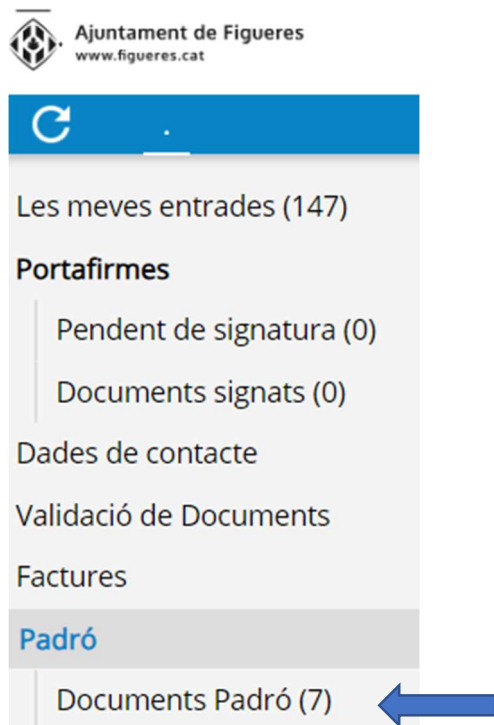 Ajuntament de Figueres
www.figueres.cat
Les meves entrades (147)
Portafirmes
Pendent de signatura (0)
Documents signats (0)
Dades de contacte
Validació de Documents
Factures
Padró
Documents Padró (7)